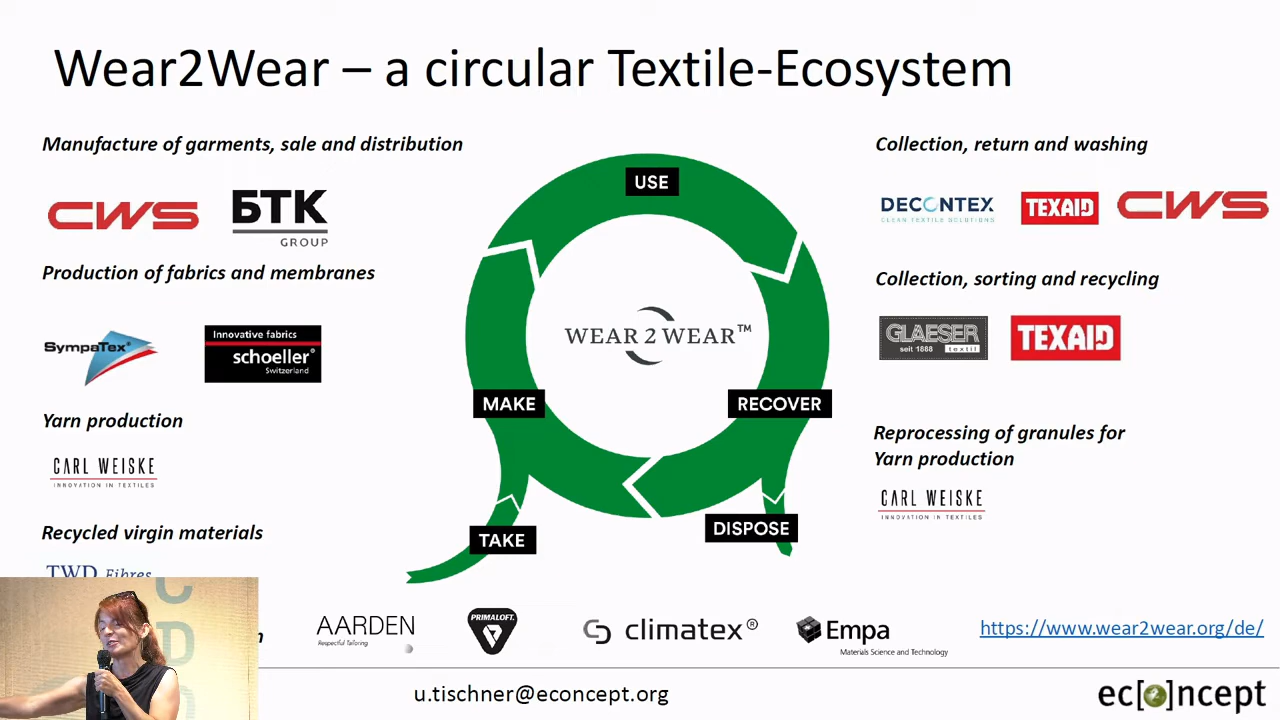 Wear2Wear – a circular Textile-Ecosystem
Manufacture of garments, sale and distribution
CWS
БТК
GROUP
Production of fabrics and membranes
SYMPATEX®
Innovative fabrics
schoeller®
Switzerland
Yarn production
CARL WEISKE
INNOVATION IN TEXTILES
Recycled virgin materials
TWD Fibres
USE
WEAR 2 WEAR™
MAKE
RECOVER
TAKE
DISPOSE
Collection, return and washing
DECONTEX
CLEAN TEXTILE SOLUTIONS
TEXAID
CWS
Collection, sorting and recycling
GLAESER
seit 1888 textil
TEXAID
Reprocessing of granules for
Yarn production
CARL WEISKE
INNOVATION IN TEXTILES
AARDEN
Respectful Tailoring
PRIMALOFT®
climatex®
Empa
Materials Science and Technology
https://www.wear2wear.org/de/
u.tischner@econcept.org
ec[2]ncept